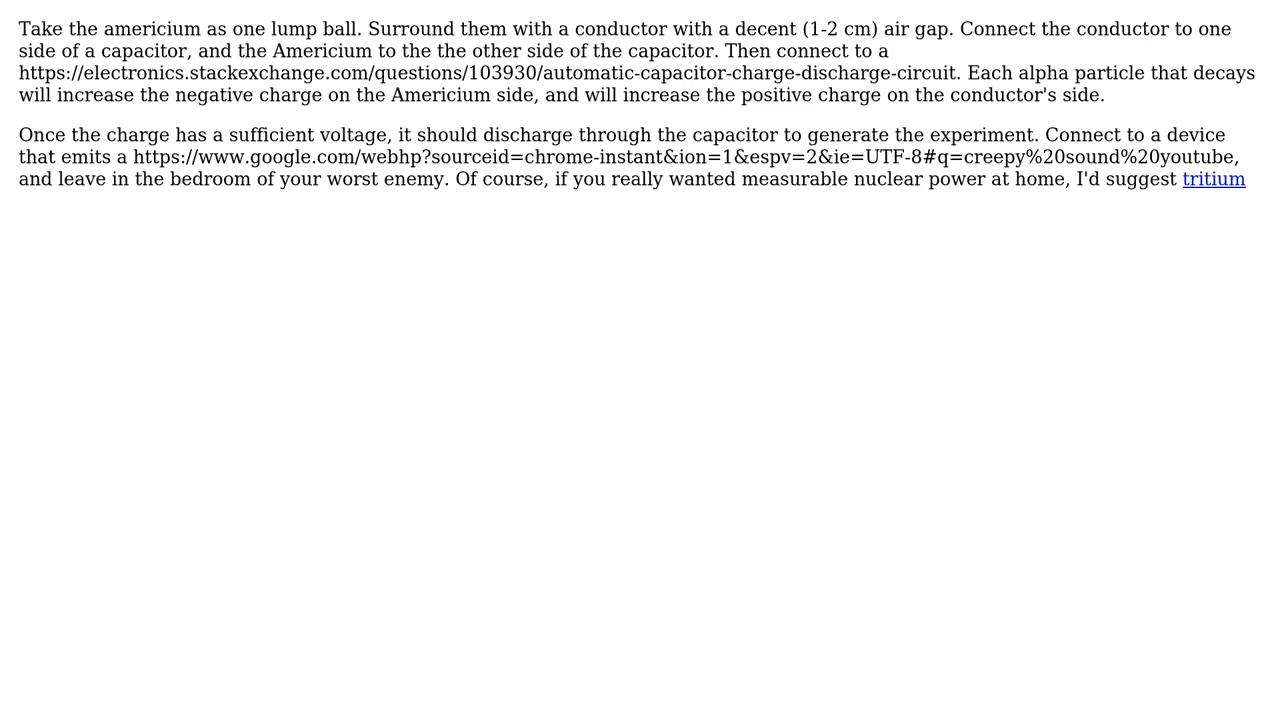 Take the americium as one lump ball. Surround them with a conductor with a decent (1-2 cm) air gap. Connect the conductor to one
side of a capacitor, and the Americium to the the other side of the capacitor. Then connect to a
https://electronics.stackexchange.com/questions/103930/automatic-capacitor-charge-discharge-circuit. Each alpha particle that decays
will increase the negative charge on the Americium side, and will increase the positive charge on the conductor's side.
Once the charge has a sufficient voltage, it should discharge through the capacitor to generate the experiment. Connect to a device
that emits a https://www.google.com/webhp?sourceid=chrome-instant&ion=1&espv=2&ie=UTF-8#q=creepy%20sound%20youtube,
and leave in the bedroom of your worst enemy. Of course, if you really wanted measurable nuclear power at home, I'd suggest tritium